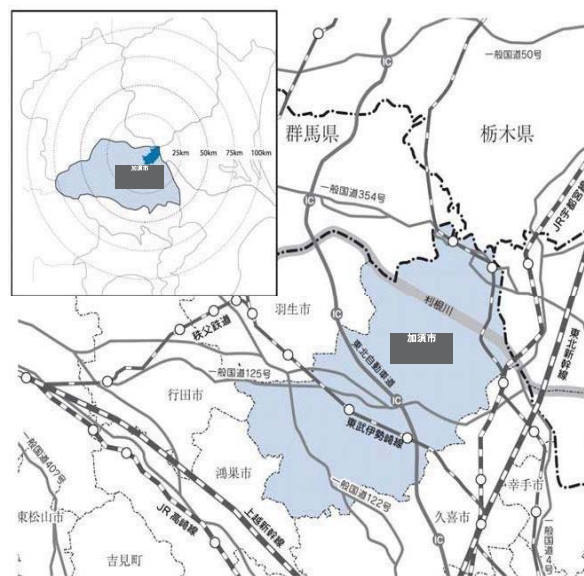 25km 50km 75km 100km
加須市
一般国道50号
IC
群馬県
栃木県
一般国道354号
IC
JR宇都宮線
利根川
羽生市
加須市
東北新幹線
秩父鉄道
IC
東北自動車道
一般国道125号
行田市
IC
東武伊勢崎線
鴻巣市
一般国道122号
幸手市
一般国道407号
東松山市
JR高崎線
上越新幹線
久喜市
IC
一般国道4号
吉見町